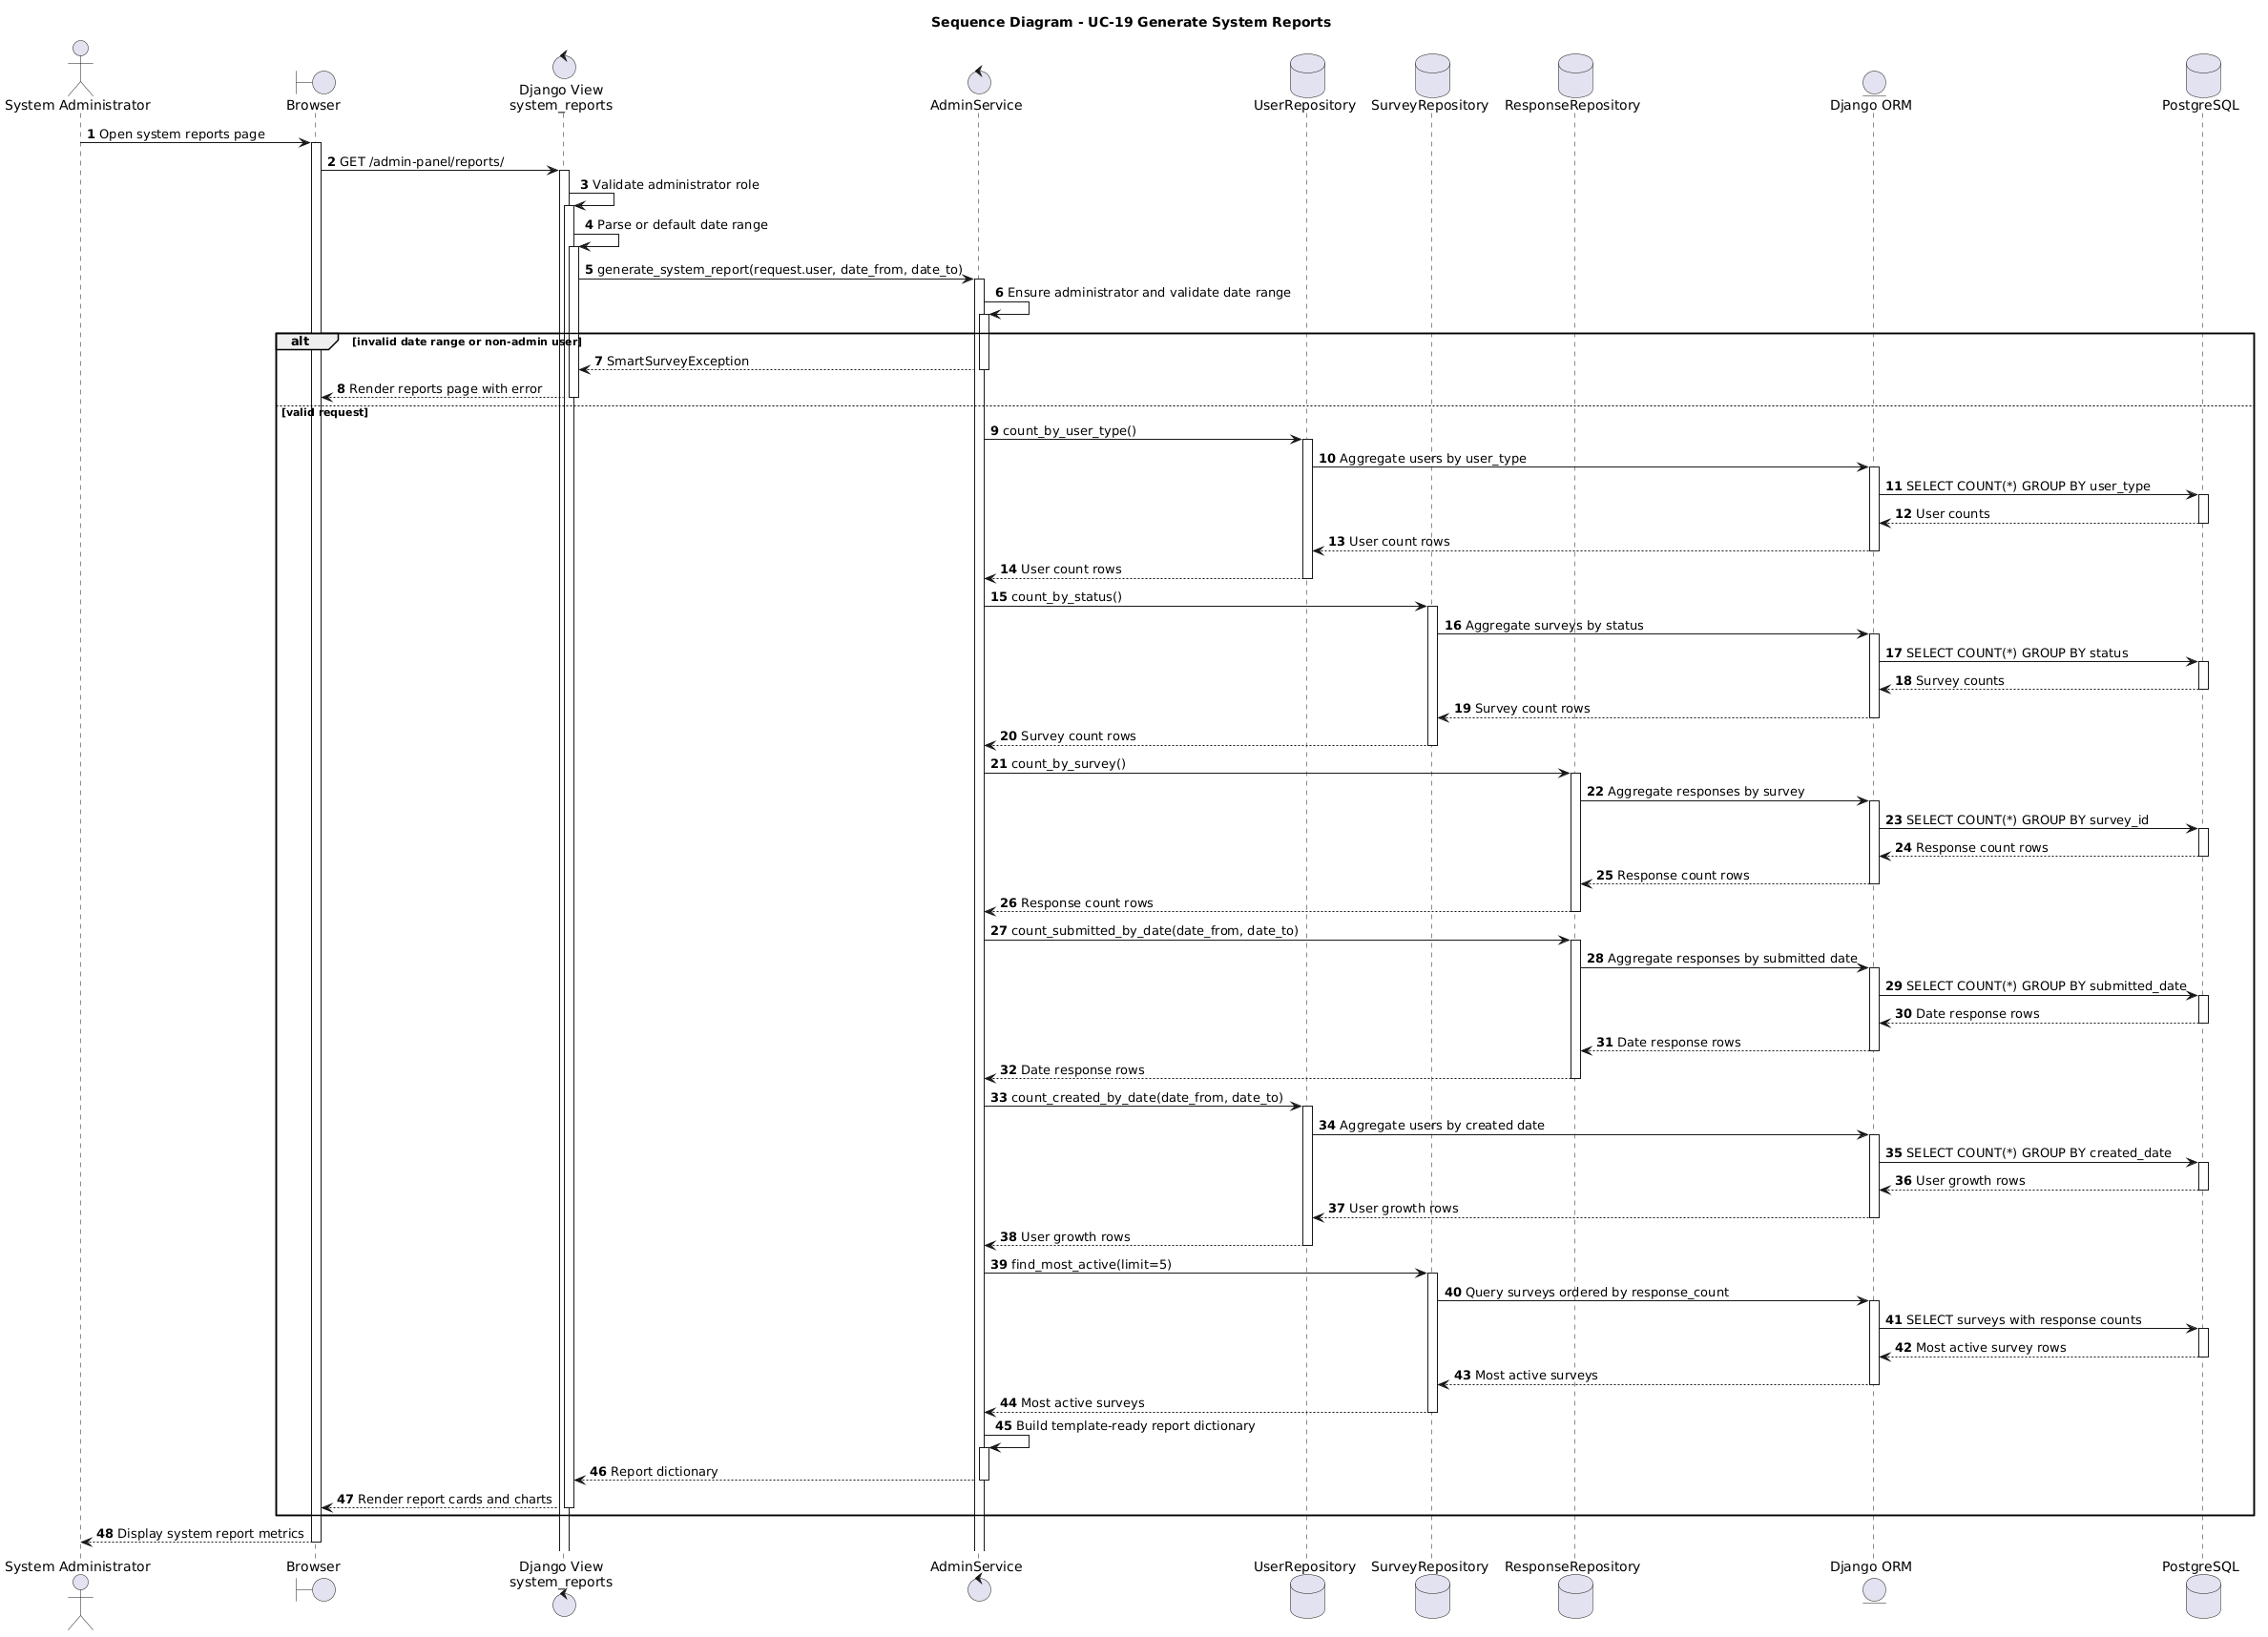 Sequence Diagram - UC-19 Generate System Reports
System Administrator
Browser
Django View
system_reports
AdminService
UserRepository
SurveyRepository
ResponseRepository
Django ORM
PostgreSQL
1 Open system reports page
2 GET /admin-panel/reports/
3 Validate administrator role
4 Parse or default date range
5 generate_system_report(request.user, date_from, date_to)
6 Ensure administrator and validate date range
alt [invalid date range or non-admin user]
7 SmartSurveyException
8 Render reports page with error
[valid request]
9 count_by_user_type()
10 Aggregate users by user_type
11 SELECT COUNT(*) GROUP BY user_type
12 User counts
13 User count rows
14 User count rows
15 count_by_status()
16 Aggregate surveys by status
17 SELECT COUNT(*) GROUP BY status
18 Survey counts
19 Survey count rows
20 Survey count rows
21 count_by_survey()
22 Aggregate responses by survey
23 SELECT COUNT(*) GROUP BY survey_id
24 Response count rows
25 Response count rows
26 Response count rows
27 count_submitted_by_date(date_from, date_to)
28 Aggregate responses by submitted date
29 SELECT COUNT(*) GROUP BY submitted_date
30 Date response rows
31 Date response rows
32 Date response rows
33 count_created_by_date(date_from, date_to)
34 Aggregate users by created date
35 SELECT COUNT(*) GROUP BY created_date
36 User growth rows
37 User growth rows
38 User growth rows
39 find_most_active(limit=5)
40 Query surveys ordered by response_count
41 SELECT surveys with response counts
42 Most active survey rows
43 Most active surveys
44 Most active surveys
45 Build template-ready report dictionary
46 Report dictionary
47 Render report cards and charts
48 Display system report metrics
System Administrator
Browser
Django View
system_reports
AdminService
UserRepository
SurveyRepository
ResponseRepository
Django ORM
PostgreSQL